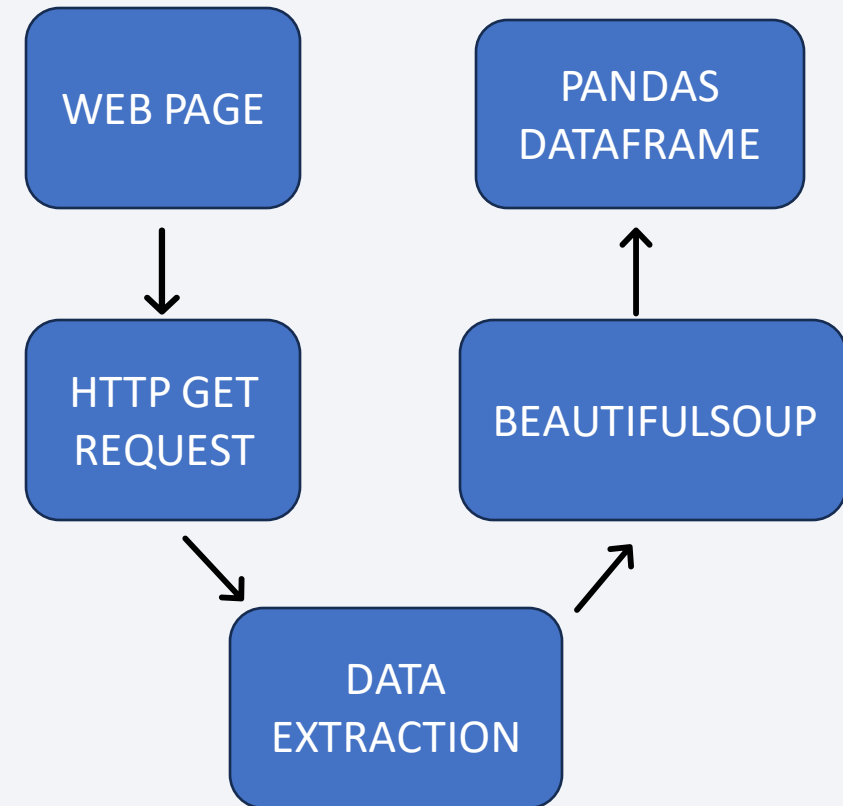 WEB PAGE
HTTP GET
REQUEST
DATA
EXTRACTION
BEAUTIFULSOUP
PANDAS
DATAFRAME